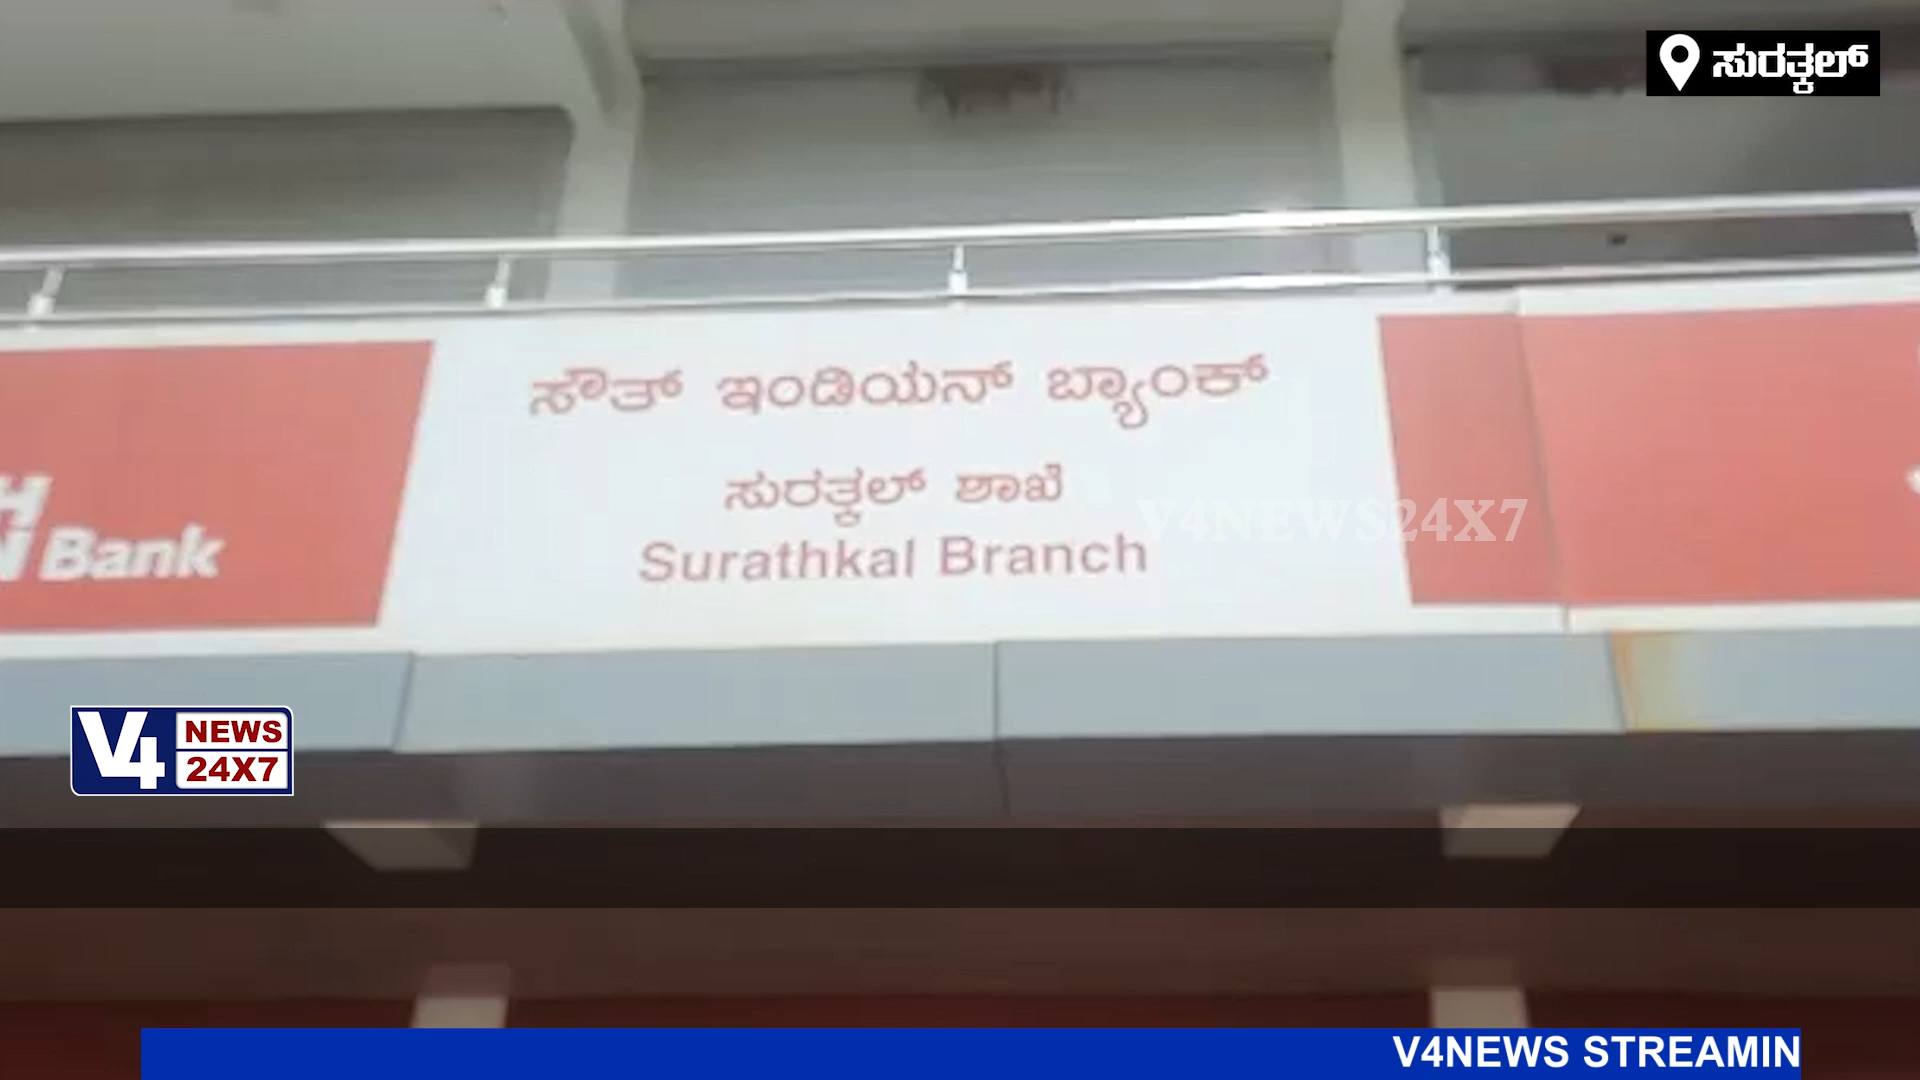 ಸುರತ್ಕಲ್
ಸೌತ್ ಇಂಡಿಯನ್ ಬ್ಯಾಂಕ್
ಸುರತ್ಕಲ್ ಶಾಖೆ
Surathkal Branch
Bank
V4NEWS24X7
V4 NEWS
24X7
V4NEWS STREAMIN